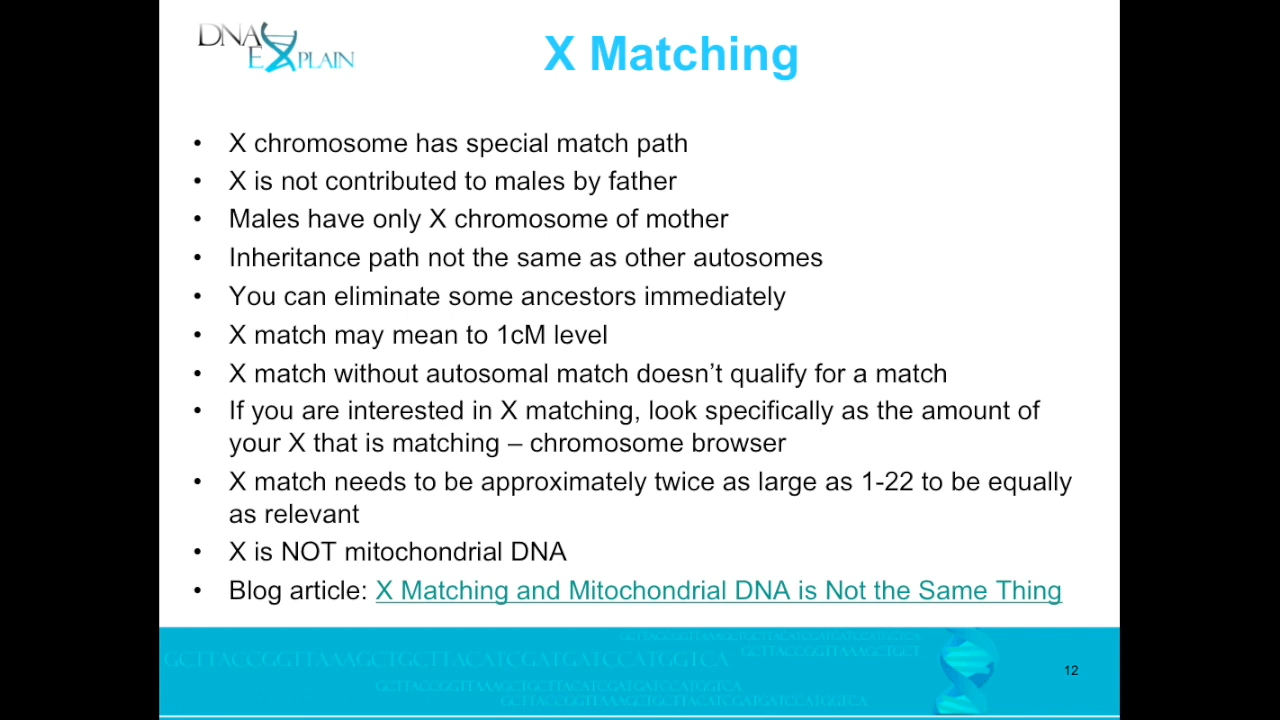 DNA EXPLAIN
X Matching
• X chromosome has special match path
• X is not contributed to males by father
• Males have only X chromosome of mother
• Inheritance path not the same as other autosomes
• You can eliminate some ancestors immediately
• X match may mean to 1cM level
• X match without autosomal match doesn’t qualify for a match
• If you are interested in X matching, look specifically as the amount of
your X that is matching – chromosome browser
• X match needs to be approximately twice as large as 1-22 to be equally
as relevant
• X is NOT mitochondrial DNA
• Blog article: X Matching and Mitochondrial DNA is Not the Same Thing
12